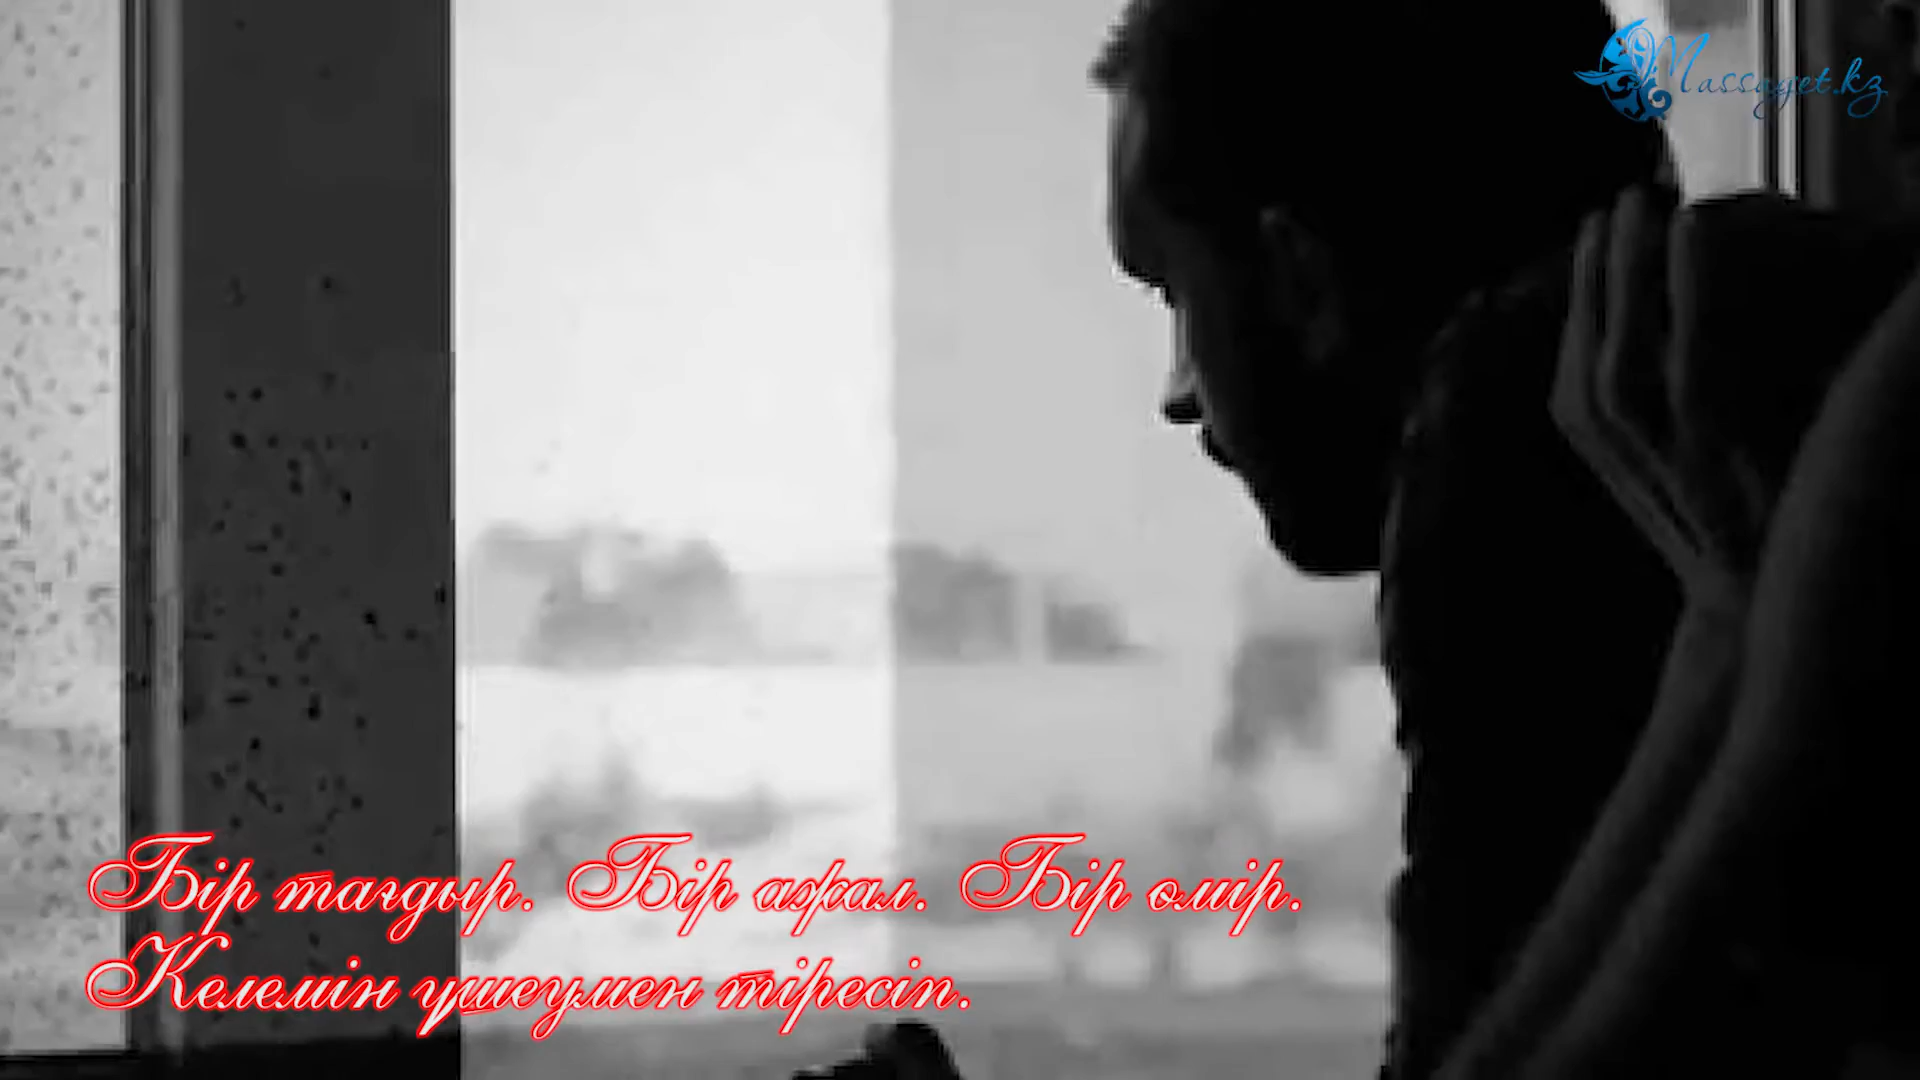 Massaget.kz
Бір тағдыр. Бір ажал. Бір өмір.
Келемін үшеумен тіресіп.